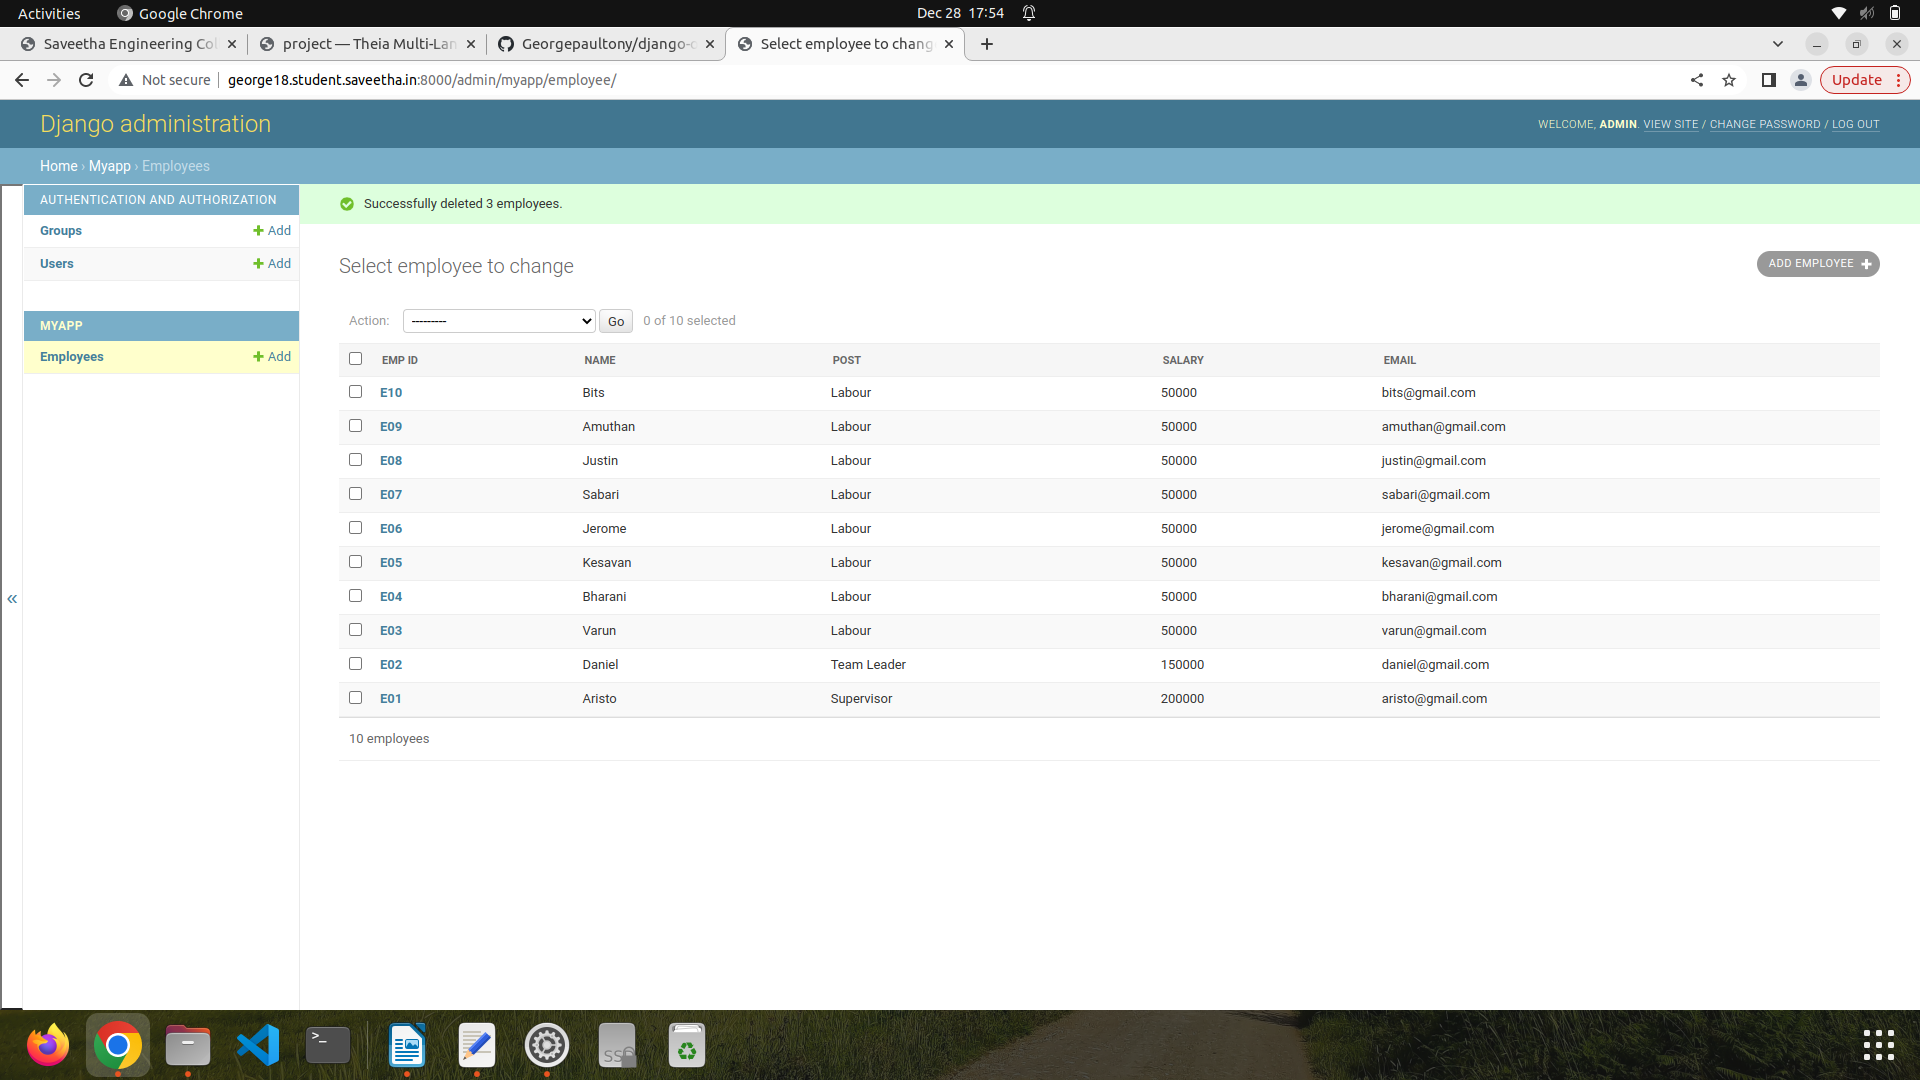 Activities
Google Chrome
Dec 28 17:54
Saveetha Engineering Col
project — Theia Multi-Lan
Georgepaultony/django-o
Select employee to chang
Not secure
george18.student.saveetha.in:8000/admin/myapp/employee/
Update
Django administration
WELCOME, ADMIN. VIEW SITE / CHANGE PASSWORD / LOG OUT
Home › Myapp › Employees
AUTHENTICATION AND AUTHORIZATION
Groups + Add
Users + Add
MYAPP
Employees + Add
«
Successfully deleted 3 employees.
Select employee to change
ADD EMPLOYEE +
Action: --------- Go 0 of 10 selected
EMP ID NAME POST SALARY EMAIL
E10 Bits Labour 50000 bits@gmail.com
E09 Amuthan Labour 50000 amuthan@gmail.com
E08 Justin Labour 50000 justin@gmail.com
E07 Sabari Labour 50000 sabari@gmail.com
E06 Jerome Labour 50000 jerome@gmail.com
E05 Kesavan Labour 50000 kesavan@gmail.com
E04 Bharani Labour 50000 bharani@gmail.com
E03 Varun Labour 50000 varun@gmail.com
E02 Daniel Team Leader 150000 daniel@gmail.com
E01 Aristo Supervisor 200000 aristo@gmail.com
10 employees
>_